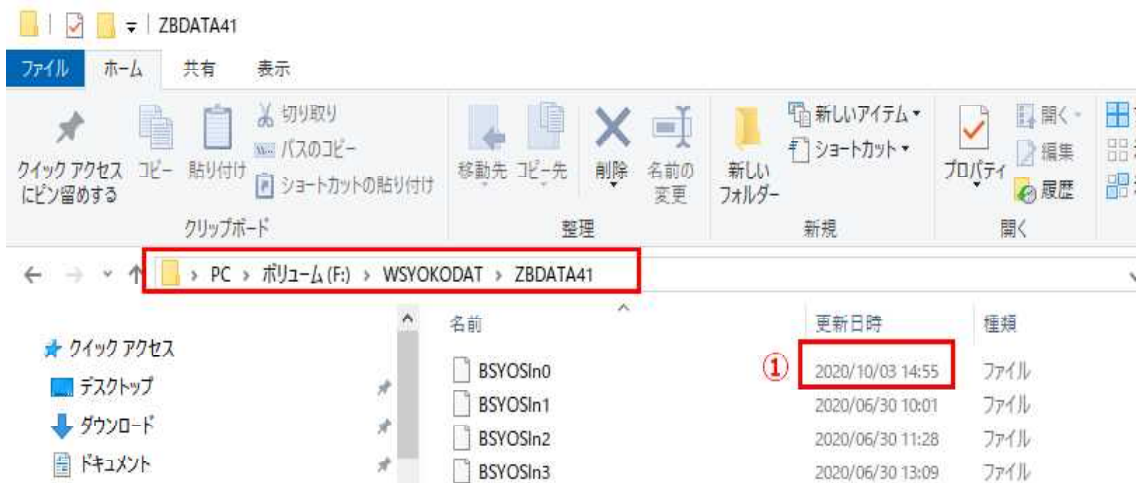 ZBDATA41
ファイル ホーム 共有 表示
クイック アクセス
にピン留めする
コピー
貼り付け
切り取り
パスのコピー
ショートカットの貼り付け
クリップボード
移動先
コピー先
削除
名前の
変更
整理
新しい
フォルダー
新しいアイテム
ショートカット
新規
プロパティ
開く
編集
履歴
開く
PC › ボリューム (F:) › WSYOKODAT › ZBDATA41
クイック アクセス
デスクトップ
ダウンロード
ドキュメント
名前 更新日時 種類
BSYOSIn0 ① 2020/10/03 14:55 ファイル
BSYOSIn1 2020/06/30 10:01 ファイル
BSYOSIn2 2020/06/30 11:28 ファイル
BSYOSIn3 2020/06/30 13:09 ファイル